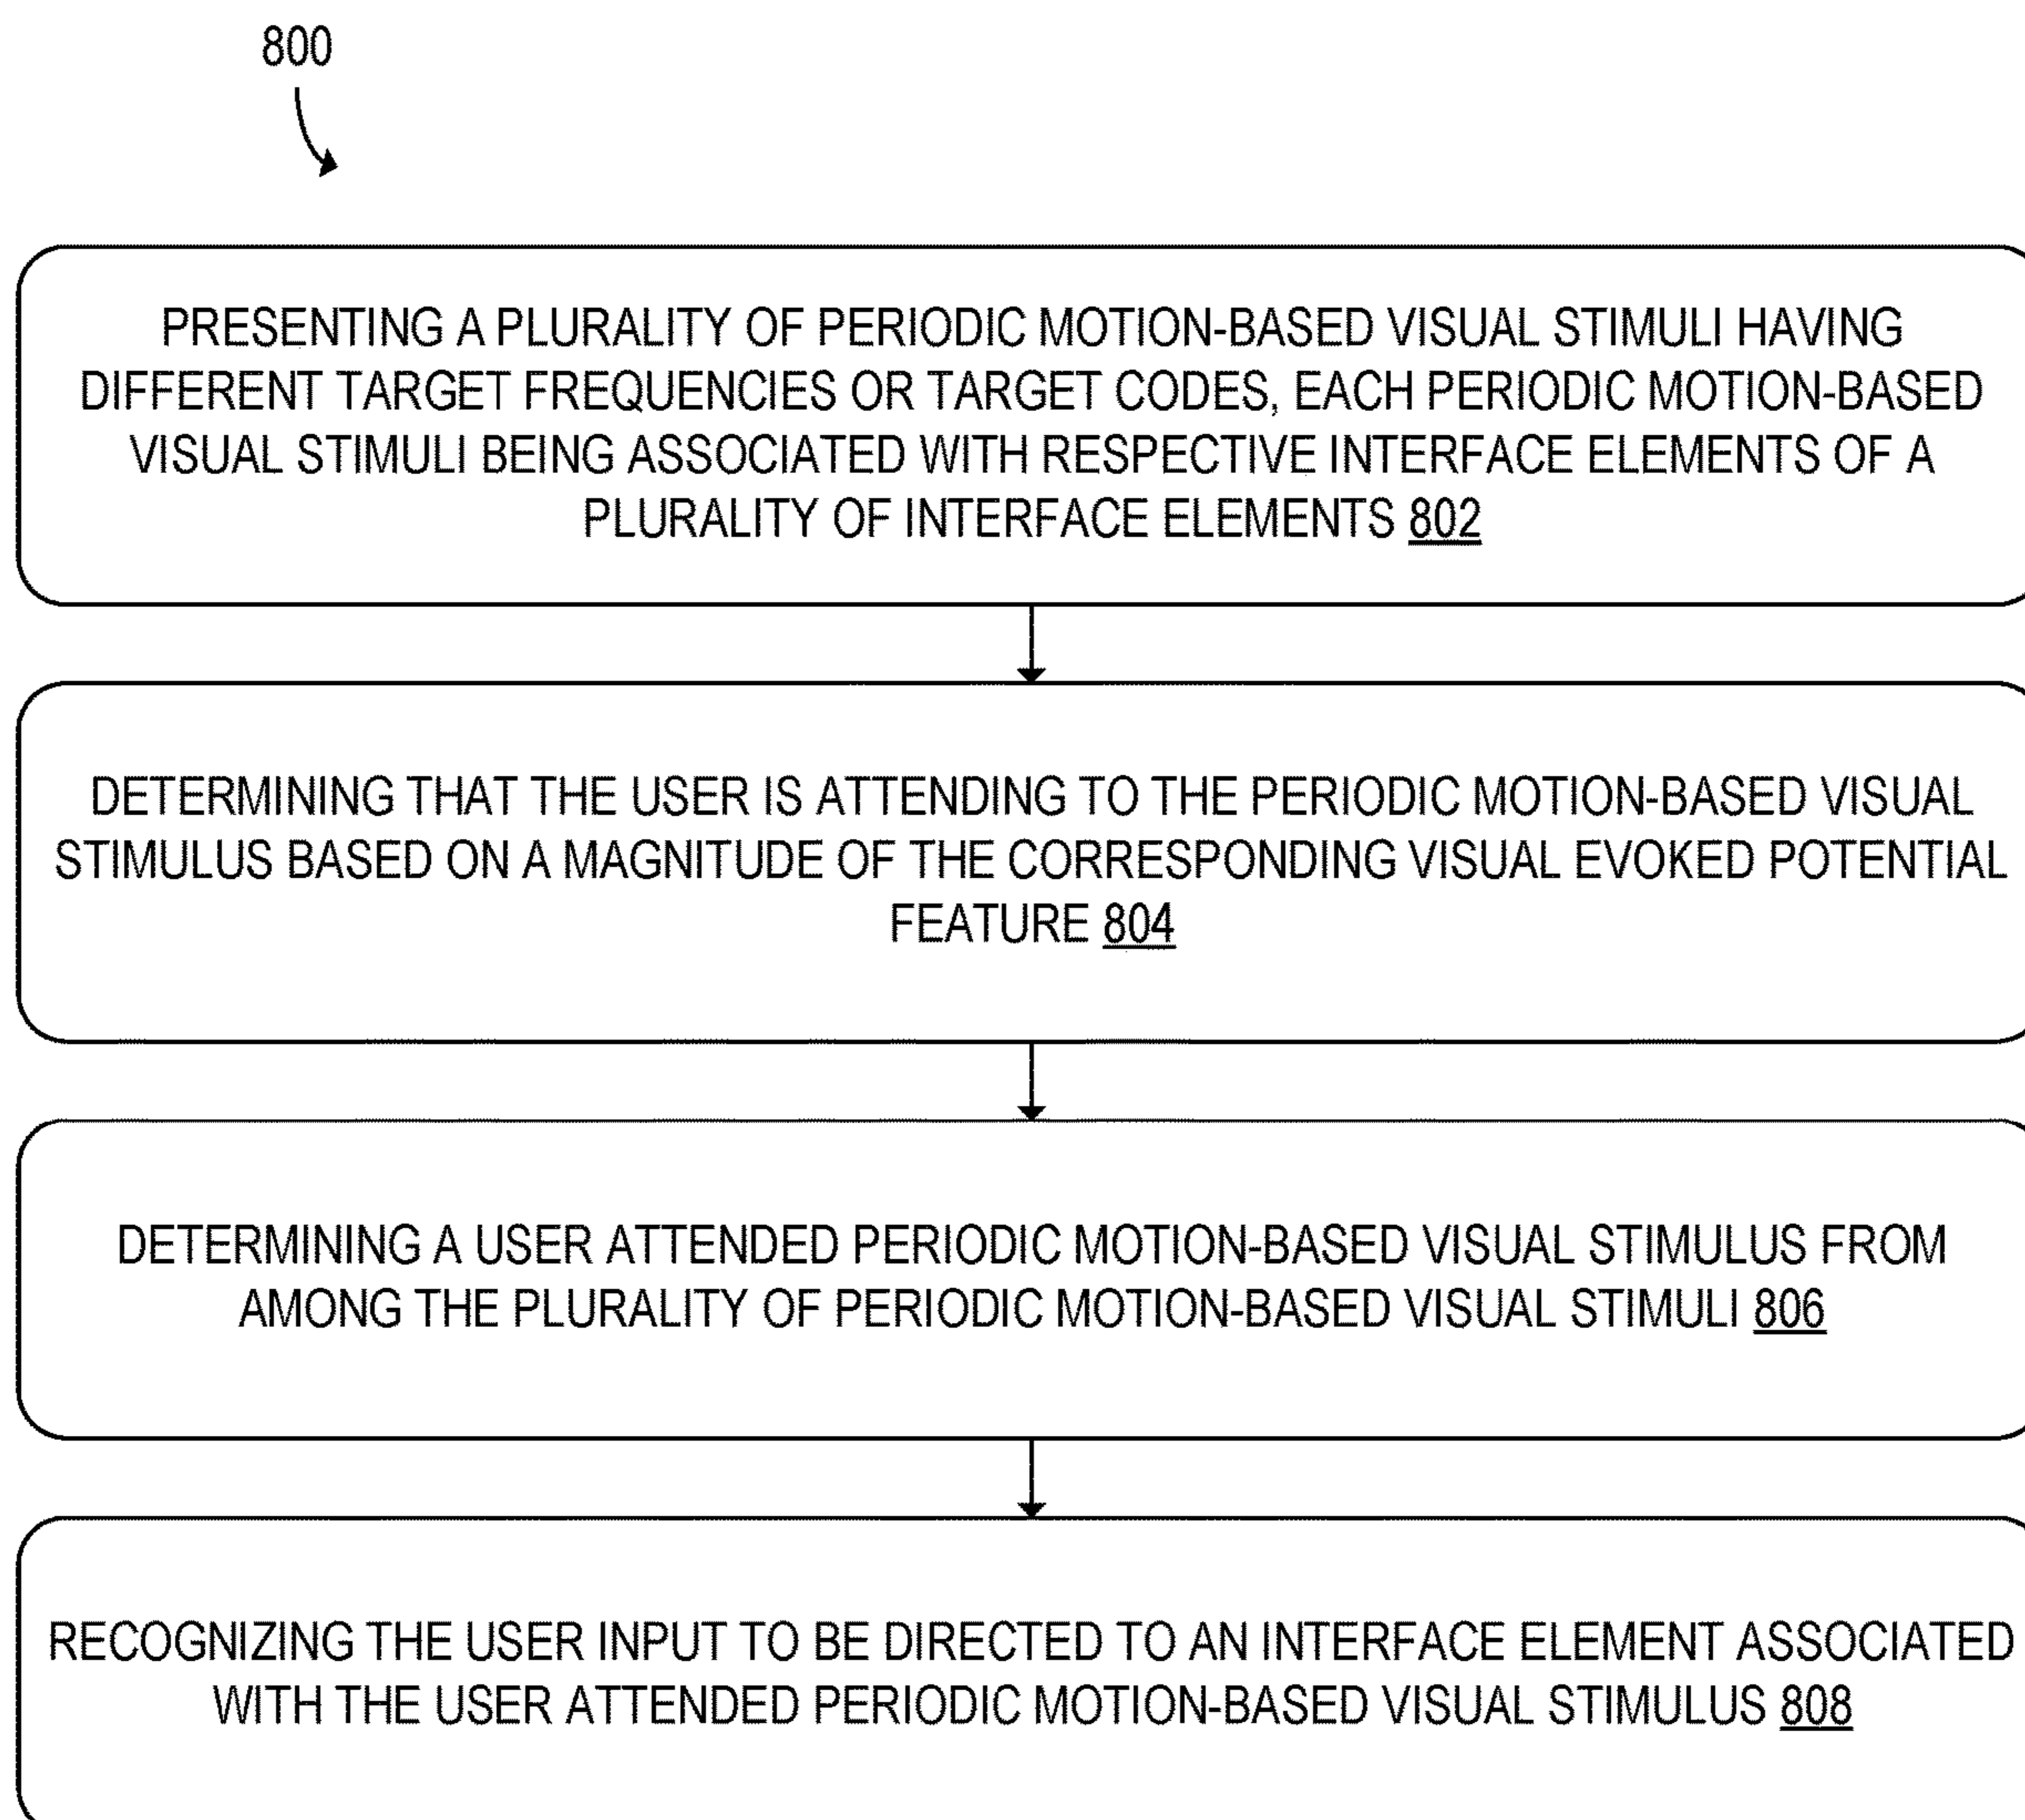 800
PRESENTING A PLURALITY OF PERIODIC MOTION-BASED VISUAL STIMULI HAVING
DIFFERENT TARGET FREQUENCIES OR TARGET CODES, EACH PERIODIC MOTION-BASED
VISUAL STIMULI BEING ASSOCIATED WITH RESPECTIVE INTERFACE ELEMENTS OF A
PLURALITY OF INTERFACE ELEMENTS 802
DETERMINING THAT THE USER IS ATTENDING TO THE PERIODIC MOTION-BASED VISUAL
STIMULUS BASED ON A MAGNITUDE OF THE CORRESPONDING VISUAL EVOKED POTENTIAL
FEATURE 804
DETERMINING A USER ATTENDED PERIODIC MOTION-BASED VISUAL STIMULUS FROM
AMONG THE PLURALITY OF PERIODIC MOTION-BASED VISUAL STIMULI 806
RECOGNIZING THE USER INPUT TO BE DIRECTED TO AN INTERFACE ELEMENT ASSOCIATED
WITH THE USER ATTENDED PERIODIC MOTION-BASED VISUAL STIMULUS 808